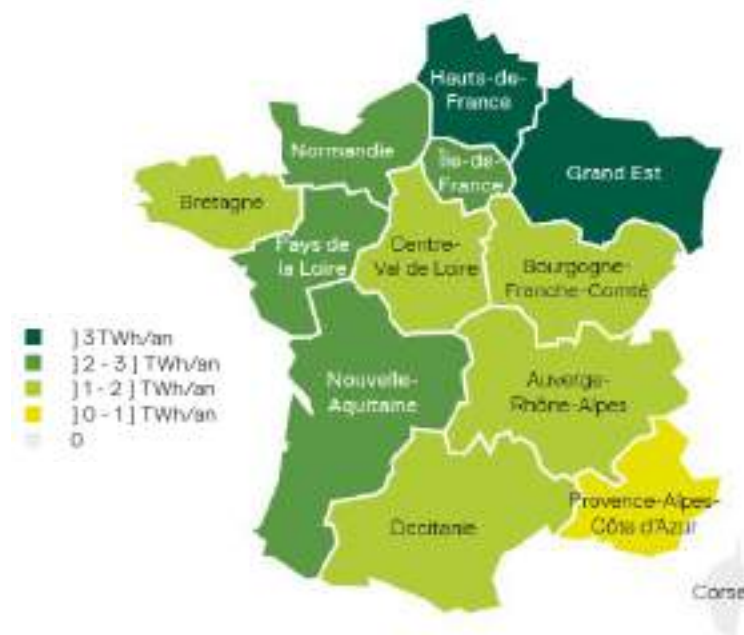 Hauts-de-
France
Normandie
Île-de-
France
Grand Est
Bretagne
Pays de
la Loire
Centre-
Val de Loire
Bourgogne-
Franche-Comté
] 3 TWh/an
] 2 - 3 ] TWh/an
] 1 - 2 ] TWh/an
] 0 - 1 ] TWh/an
0
Nouvelle-
Aquitaine
Auverge-
Rhône-Alpes
Occitanie
Provence-Alpes-
Côte d'Azur
Corse